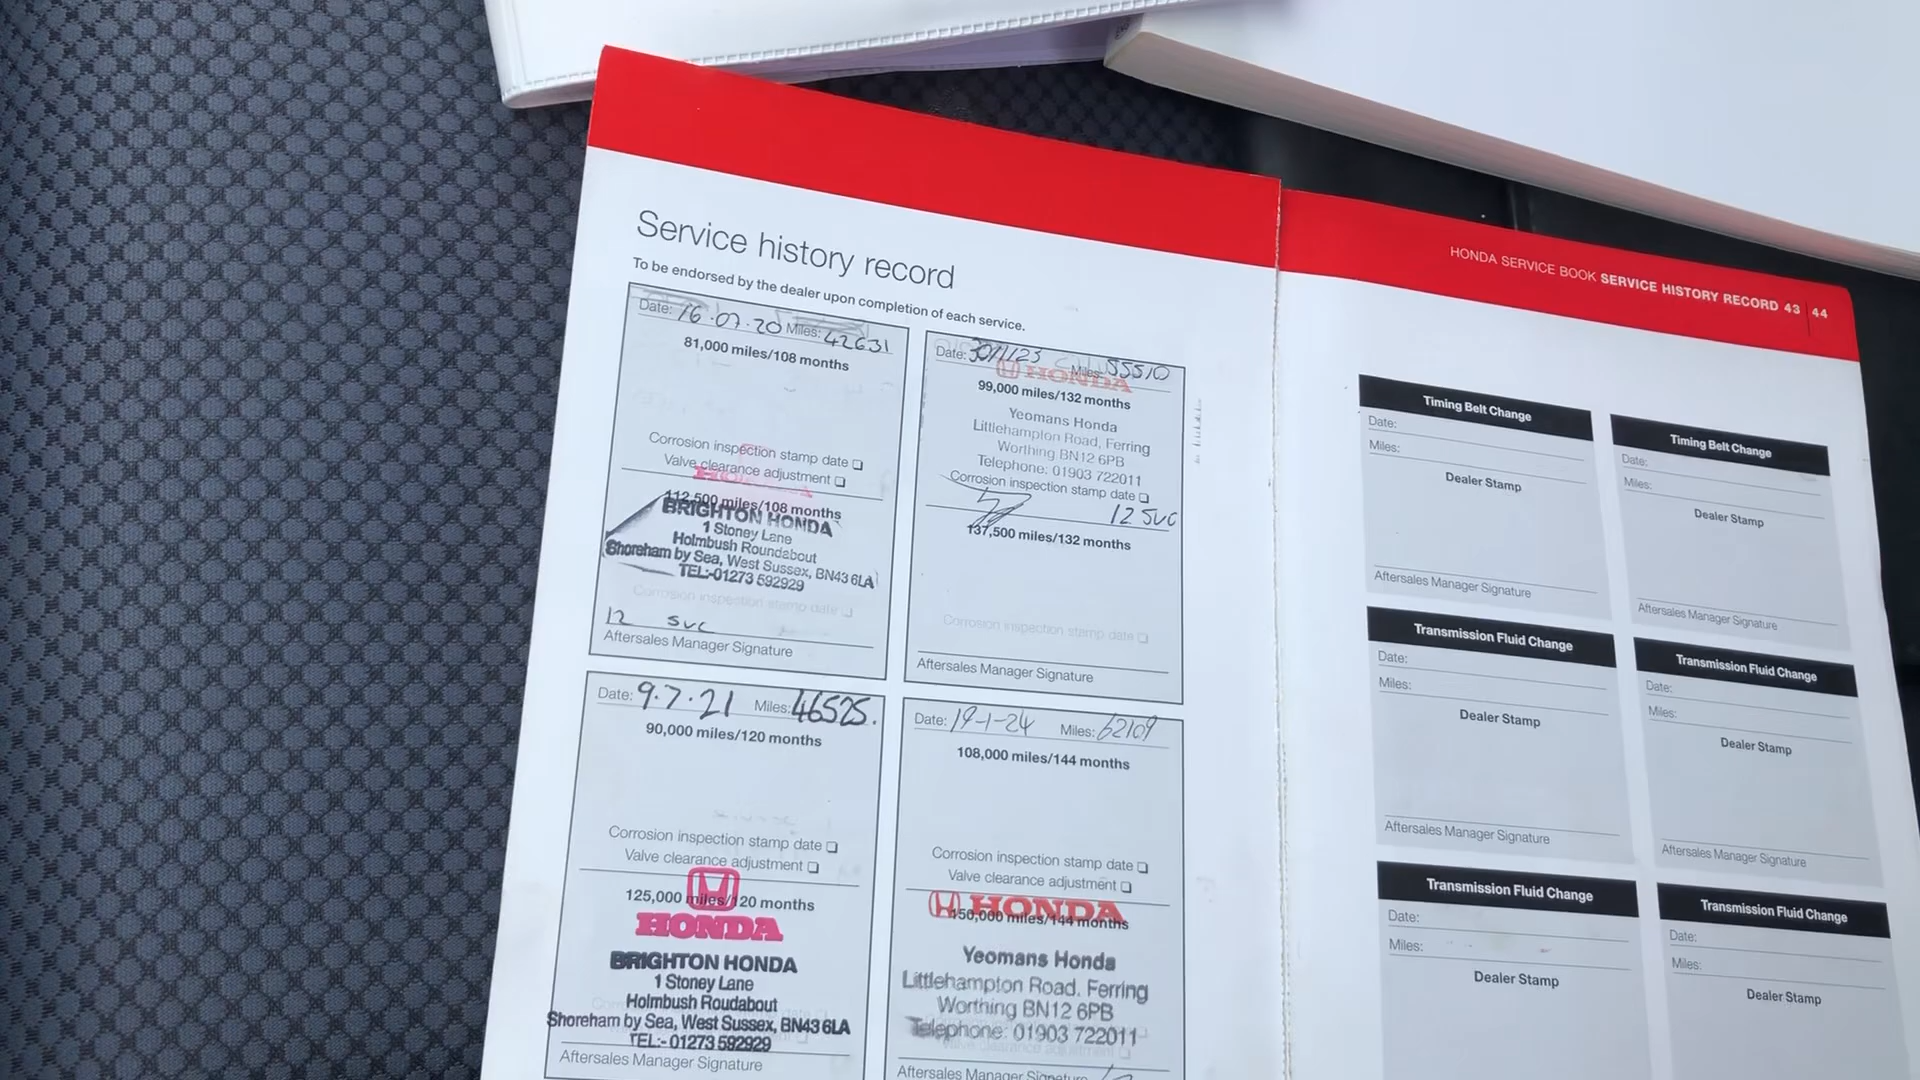 Service history record
To be endorsed by the dealer upon completion of each service.
Date: 16.07.20 Miles: 42631
81,000 miles/108 months
Corrosion inspection stamp date
Valve clearance adjustment
HONDA
112,500 miles/108 months
BRIGHTON HONDA
1 Stoney Lane
Holmbush Roundabout
Shoreham by Sea, West Sussex, BN43 6LA
TEL:-01273 592929
Corrosion inspection stamp date
12 svc
Aftersales Manager Signature
Date: 30/1/23 Miles: 55510
HONDA
99,000 miles/132 months
Yeomans Honda
Littlehampton Road, Ferring
Worthing BN12 6PB
Telephone: 01903 722011
Corrosion inspection stamp date
12 svc
137,500 miles/132 months
Corrosion inspection stamp date
Aftersales Manager Signature
Date: 9.7.21 Miles: 46525.
90,000 miles/120 months
Corrosion inspection stamp date
Valve clearance adjustment
125,000 miles/120 months
HONDA
BRIGHTON HONDA
1 Stoney Lane
Holmbush Roudabout
Shoreham by Sea, West Sussex, BN43 6LA
TEL:- 01273 592929
Aftersales Manager Signature
Date: 19-1-24 Miles: 62109
108,000 miles/144 months
Corrosion inspection stamp date
Valve clearance adjustment
HONDA
150,000 miles/144 months
Yeomans Honda
Littlehampton Road, Ferring
Worthing BN12 6PB
Telephone: 01903 722011
Valve clearance adjustment
Aftersales Manager Signature
HONDA SERVICE BOOK SERVICE HISTORY RECORD 43 | 44
Timing Belt Change
Date:
Miles:
Dealer Stamp
Aftersales Manager Signature
Timing Belt Change
Date:
Miles:
Dealer Stamp
Aftersales Manager Signature
Transmission Fluid Change
Date:
Miles:
Dealer Stamp
Aftersales Manager Signature
Transmission Fluid Change
Date:
Miles:
Dealer Stamp
Aftersales Manager Signature
Transmission Fluid Change
Date:
Miles:
Dealer Stamp
Transmission Fluid Change
Date:
Miles:
Dealer Stamp